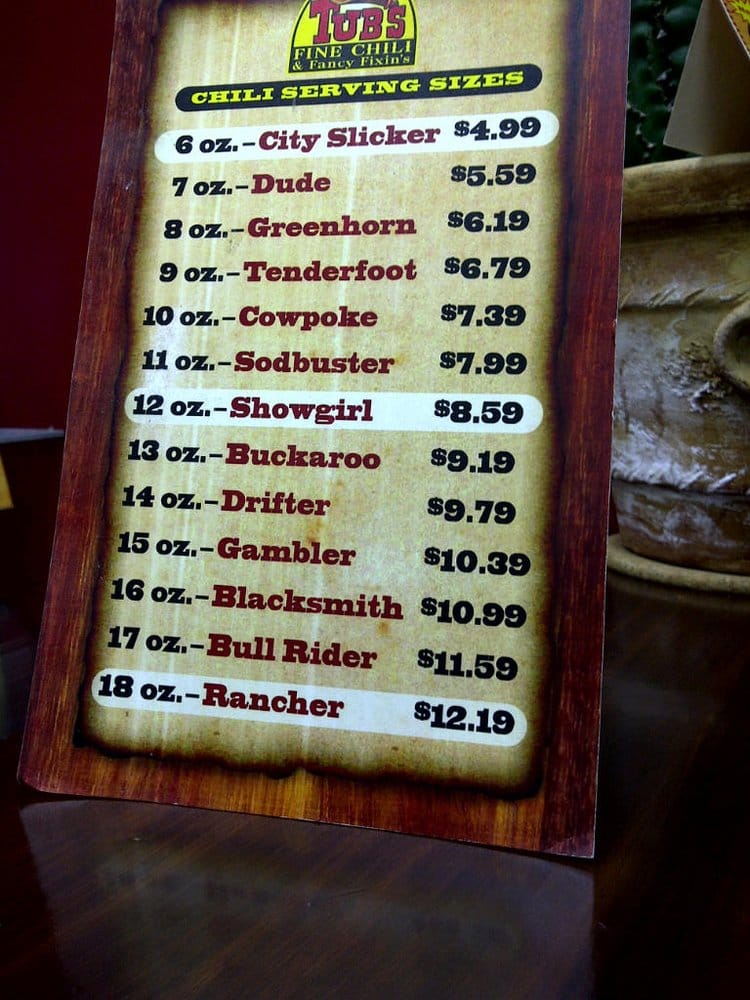 TUB'S
FINE CHILI
& Fancy Fixin's
CHILI SERVING SIZES
6 oz.–City Slicker $4.99
7 oz.–Dude $5.59
8 oz.–Greenhorn $6.19
9 oz.–Tenderfoot $6.79
10 oz.–Cowpoke $7.39
11 oz.–Sodbuster $7.99
12 oz.–Showgirl $8.59
13 oz.–Buckaroo $9.19
14 oz.–Drifter $9.79
15 oz.–Gambler $10.39
16 oz.–Blacksmith $10.99
17 oz.–Bull Rider $11.59
18 oz.–Rancher $12.19